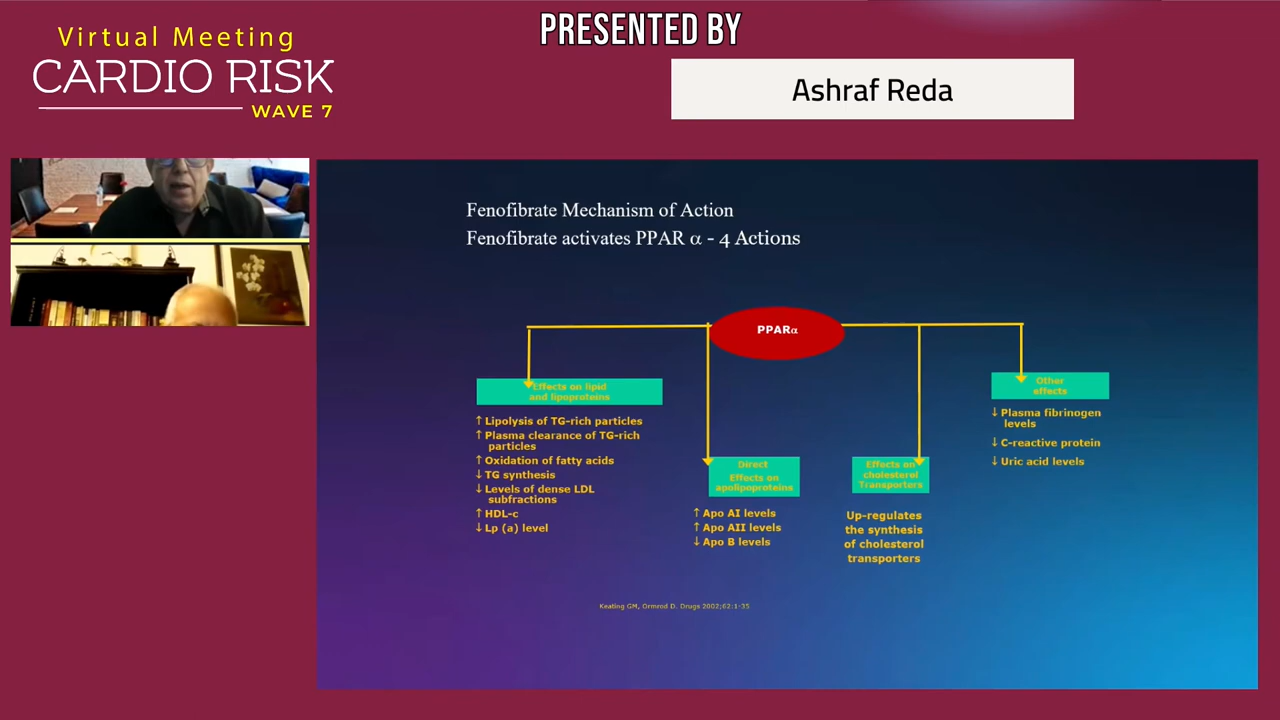 Virtual Meeting
CARDIO RISK
WAVE 7
PRESENTED BY
Ashraf Reda
Fenofibrate Mechanism of Action
Fenofibrate activates PPAR α - 4 Actions
PPARα
Effects on lipid
and lipoproteins
↑ Lipolysis of TG-rich particles
↑ Plasma clearance of TG-rich
particles
↑ Oxidation of fatty acids
↓ TG synthesis
↓ Levels of dense LDL
subfractions
↑ HDL-c
↓ Lp (a) level
Direct
Effects on
apolipoproteins
↑ Apo AI levels
↑ Apo AII levels
↓ Apo B levels
Effects on
cholesterol
Transporters
Up-regulates
the synthesis
of cholesterol
transporters
Other
effects
↓ Plasma fibrinogen
levels
↓ C-reactive protein
↓ Uric acid levels
Keating GM, Ormrod D. Drugs 2002;62:1-35